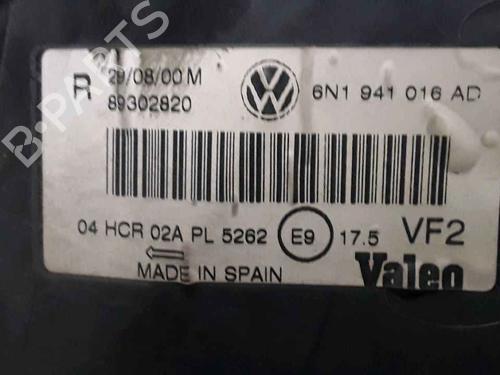 R 29/08/00 M
89302820
6N1 941 016 AD
04 HCR 02A PL 5262 E9 17.5 VF2
MADE IN SPAIN
Valeo
B-PARTS